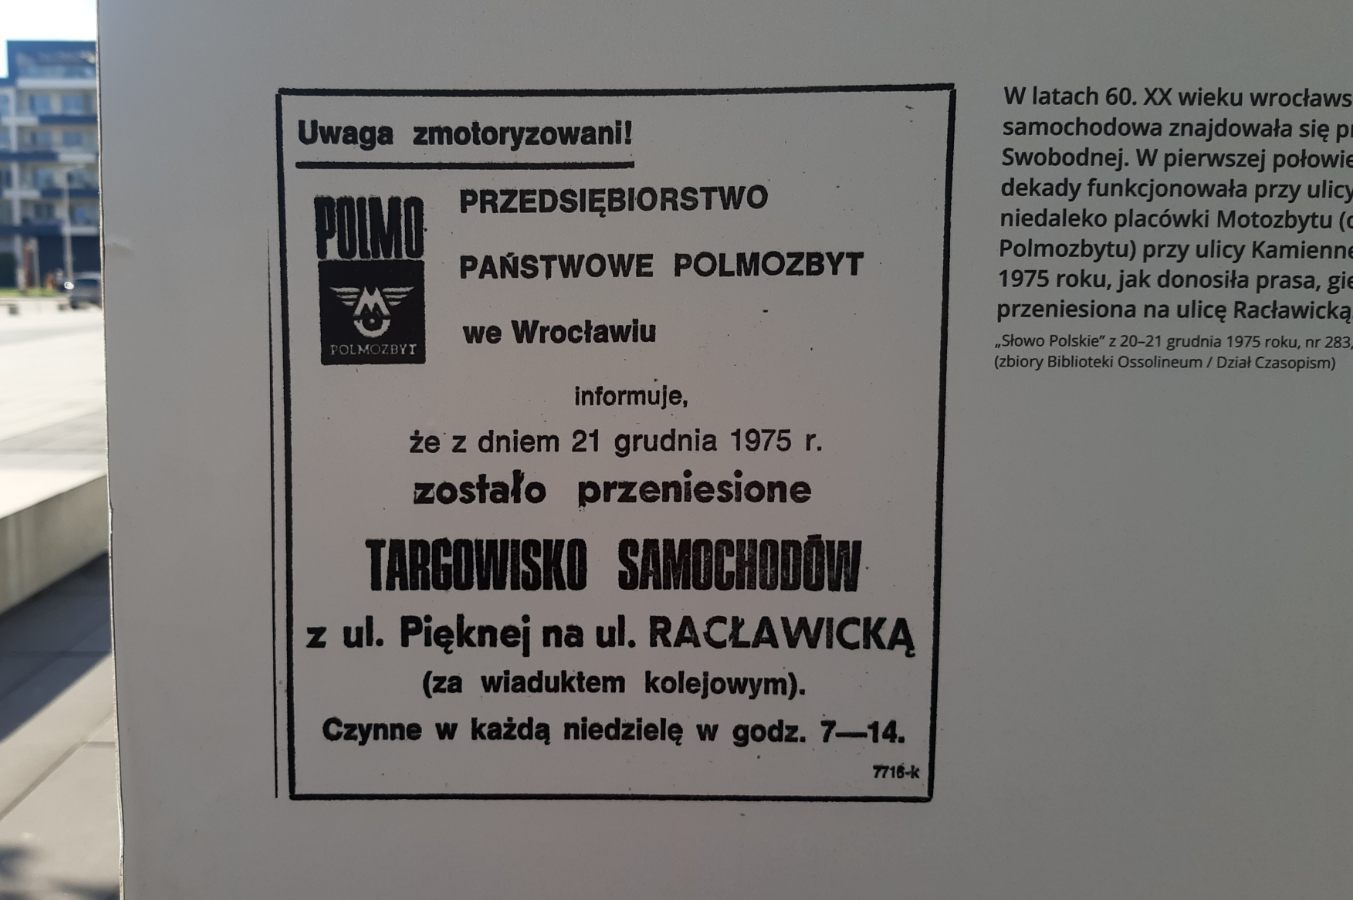 Uwaga zmotoryzowani!
POLMO
POLMOZBYT
PRZEDSIĘBIORSTWO
PAŃSTWOWE POLMOZBYT
we Wrocławiu
informuje,
że z dniem 21 grudnia 1975 r.
zostało przeniesione
TARGOWISKO SAMOCHODÓW
z ul. Pięknej na ul. RACŁAWICKĄ
(za wiaduktem kolejowym).
Czynne w każdą niedzielę w godz. 7—14.
7716-k
W latach 60. XX wieku
samochodowa znajdowała się
Swobodnej. W pierwszej połowie
dekady funkcjonowała przy ulicy
niedaleko placówki Motozbytu
Polmozbytu) przy ulicy
1975 roku, jak donosiła prasa,
przeniesiona na ulicę Racławicką
„Słowo Polskie” z 20–21 grudnia 1975 roku, nr 283,
(zbiory Biblioteki Ossolineum / Dział Czasopism)